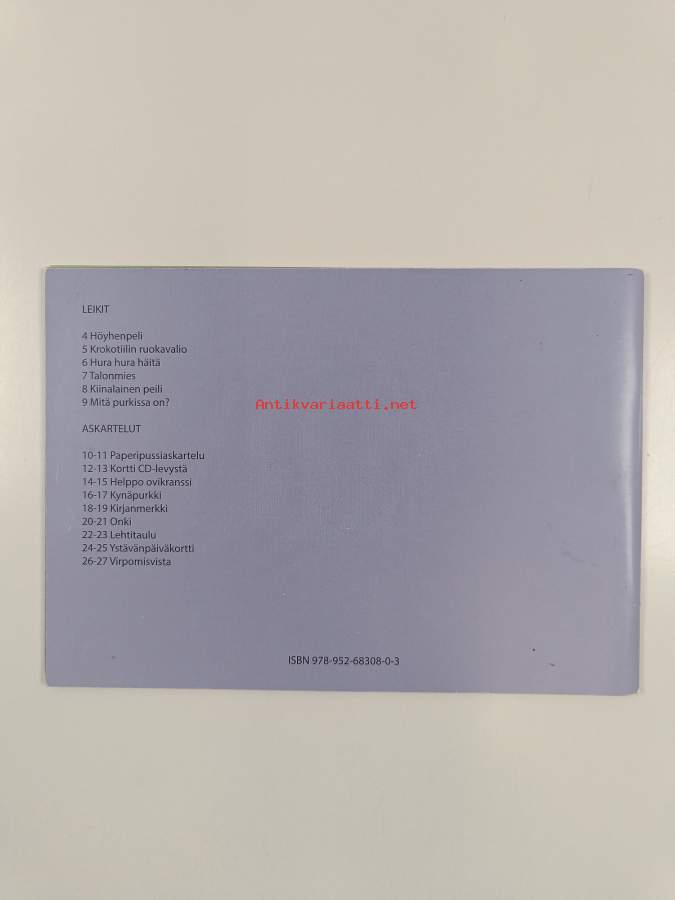 LEIKIT
4 Höyhenpeli
5 Krokotiilin ruokavalio
6 Hura hura häitä
7 Talonmies
8 Kiinalainen peili
9 Mitä purkissa on?
Antikvariaatti.net
ASKARTELUT
10-11 Paperipussiaskartelu
12-13 Kortti CD-levystä
14-15 Helppo ovikranssi
16-17 Kynäpurkki
18-19 Kirjanmerkki
20-21 Onki
22-23 Lehtitaulu
24-25 Ystävänpäiväkortti
26-27 Virpomisvista
ISBN 978-952-68308-0-3